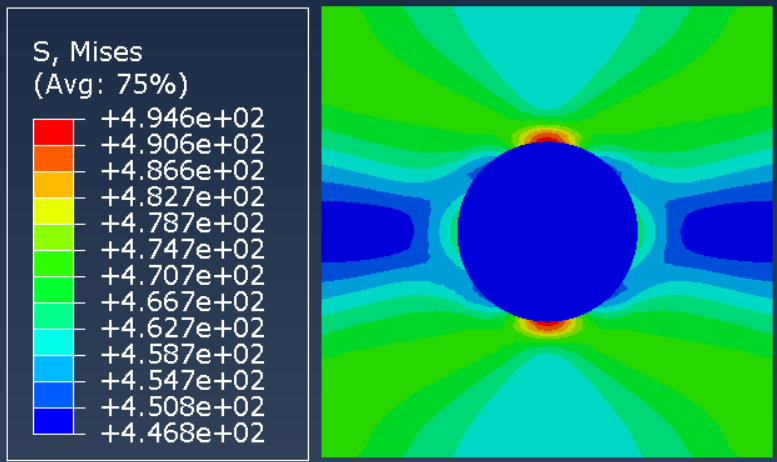 S, Mises
(Avg: 75%)
+4.946e+02
+4.906e+02
+4.866e+02
+4.827e+02
+4.787e+02
+4.747e+02
+4.707e+02
+4.667e+02
+4.627e+02
+4.587e+02
+4.547e+02
+4.508e+02
+4.468e+02